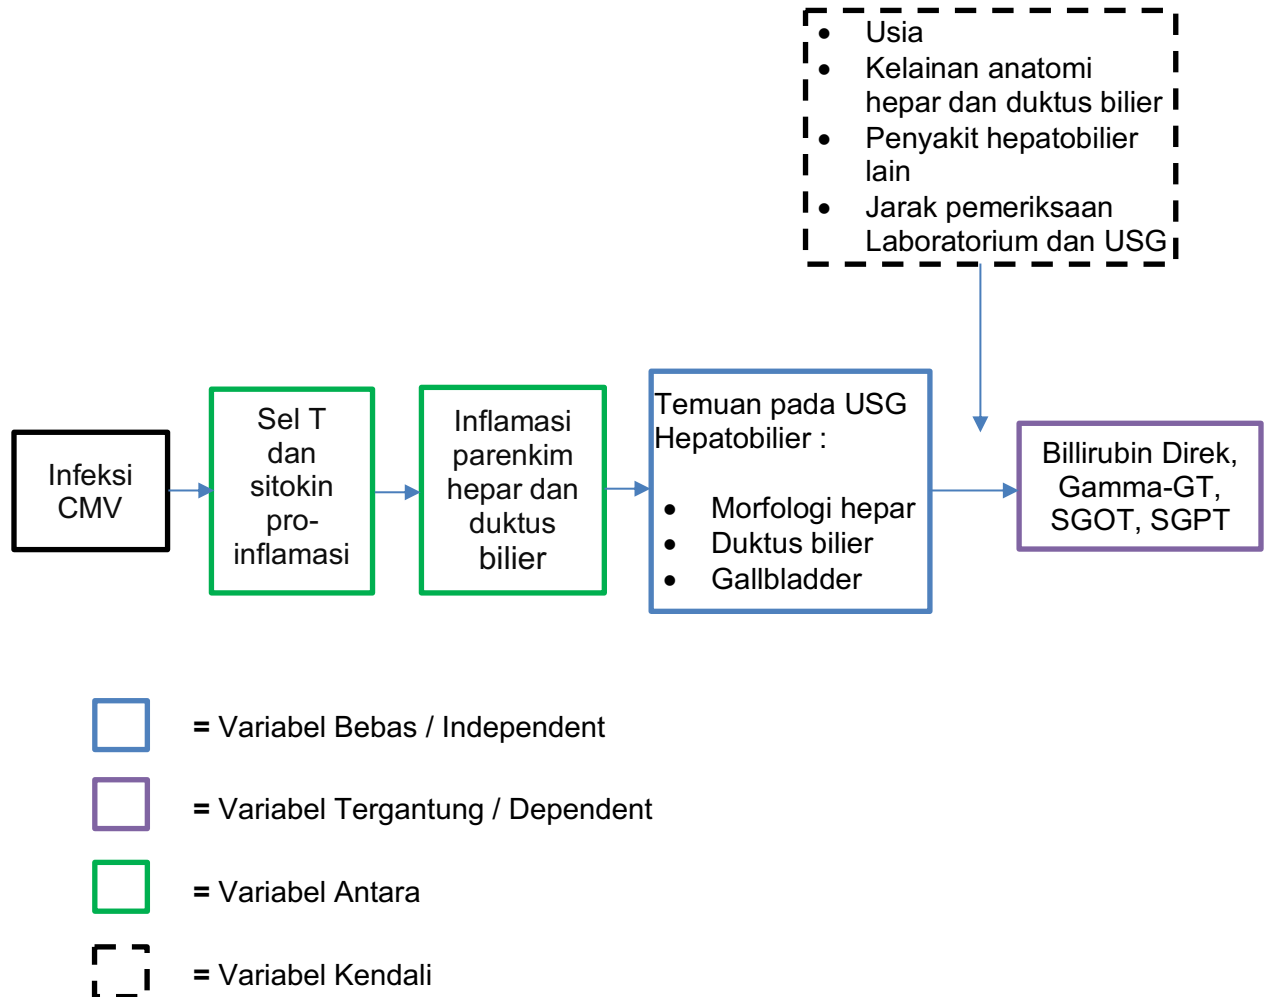 • Usia
• Kelainan anatomi
hepar dan duktus bilier
• Penyakit hepatobilier
lain
• Jarak pemeriksaan
Laboratorium dan USG
Infeksi
CMV
Sel T
dan
sitokin
pro-
inflamasi
Inflamasi
parenkim
hepar dan
duktus
bilier
Temuan pada USG
Hepatobilier :
• Morfologi hepar
• Duktus bilier
• Gallbladder
Billirubin Direk,
Gamma-GT,
SGOT, SGPT
= Variabel Bebas / Independent
= Variabel Tergantung / Dependent
= Variabel Antara
= Variabel Kendali